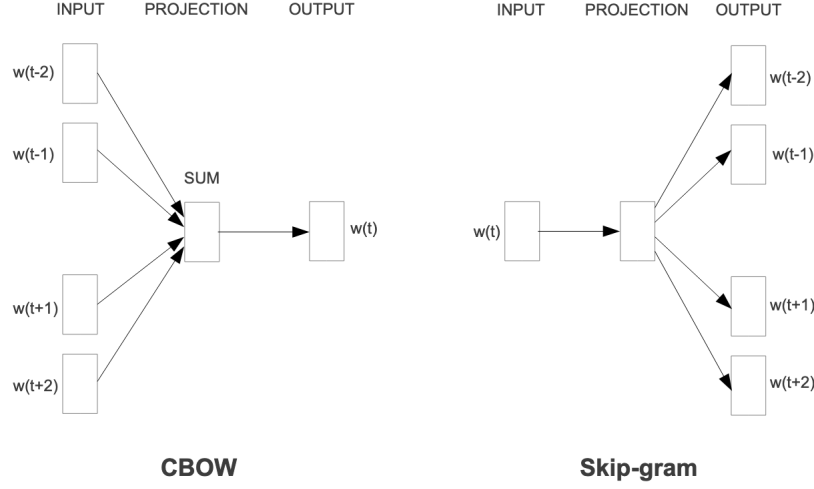 INPUT PROJECTION OUTPUT
w(t-2)
w(t-1)
SUM
w(t)
w(t+1)
w(t+2)
CBOW
INPUT PROJECTION OUTPUT
w(t-2)
w(t-1)
w(t)
w(t+1)
w(t+2)
Skip-gram